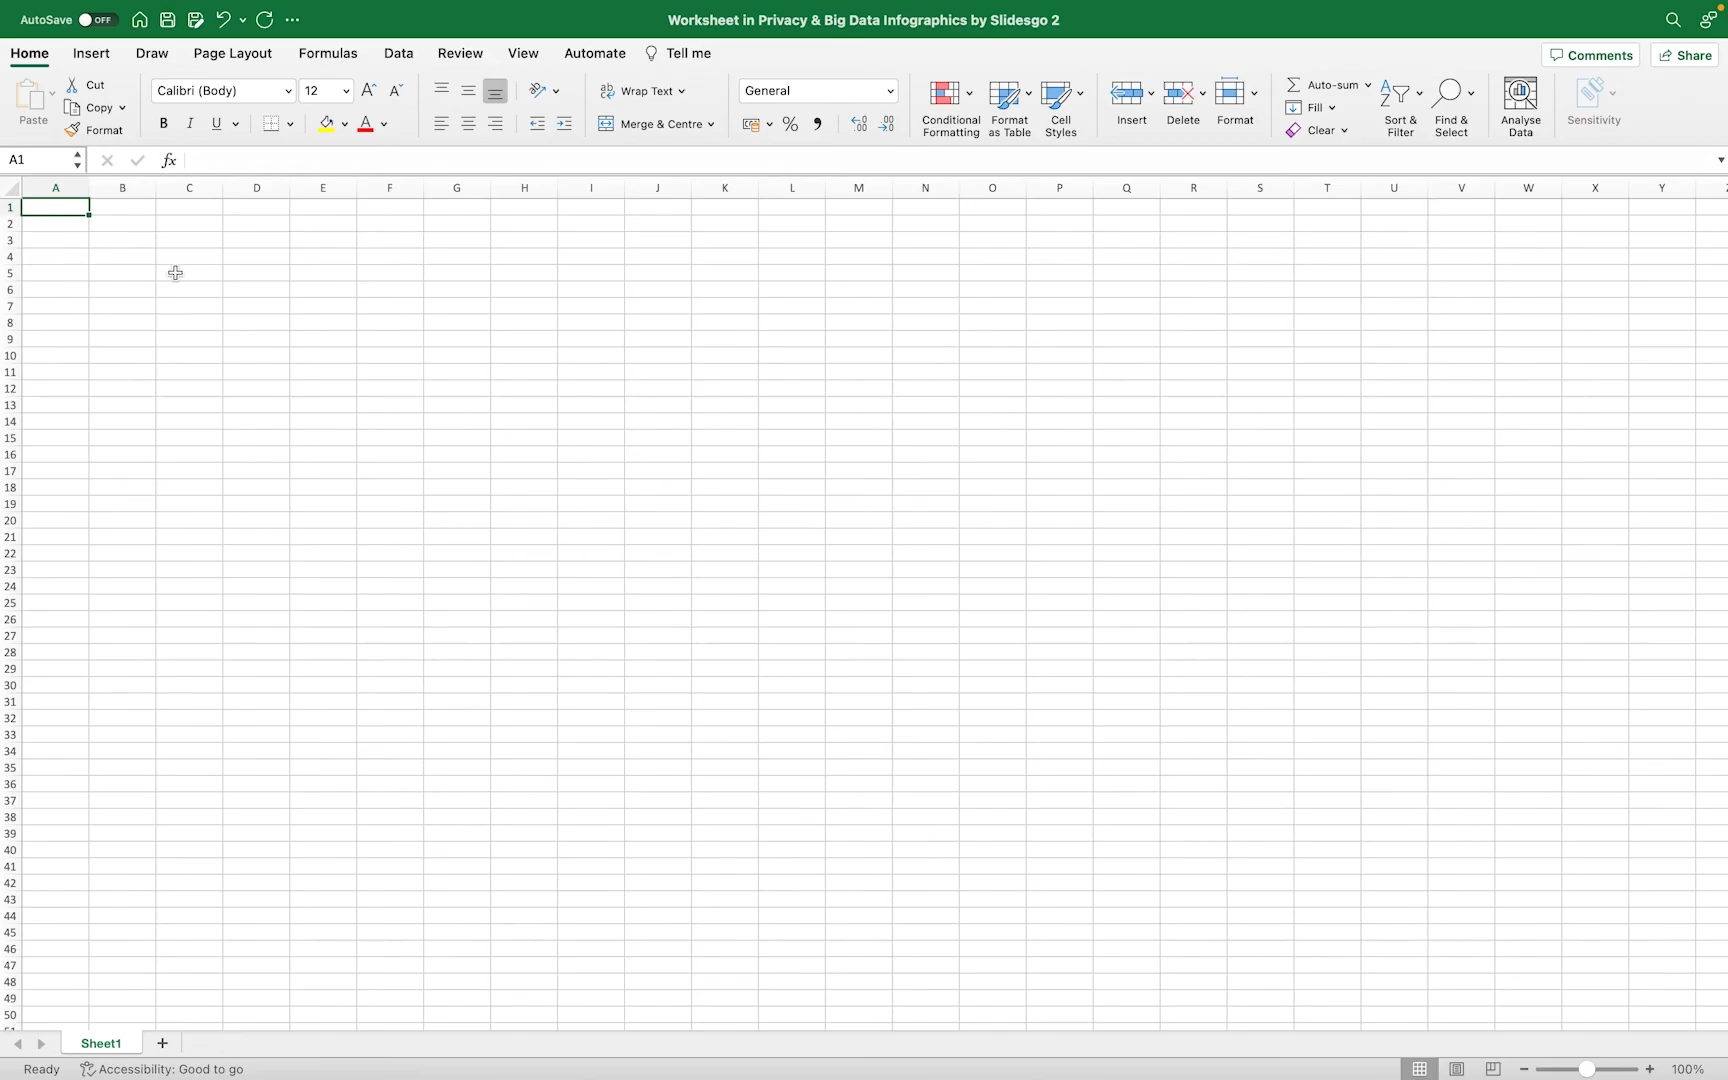 AutoSave OFF Worksheet in Privacy & Big Data Infographics by Slidesgo 2
Home Insert Draw Page Layout Formulas Data Review View Automate Tell me Comments Share
Paste
Cut
Copy
Format
Calibri (Body) 12
B I U A
Wrap Text
Merge & Centre
General
Conditional Formatting
Format as Table
Cell Styles
Insert
Delete
Format
Auto-sum
Fill
Clear
Sort & Filter
Find & Select
Analyse Data
Sensitivity
A1 fx
A B C D E F G H I J K L M N O P Q R S T U V W X Y
1
2
3
4
5
6
7
8
9
10
11
12
13
14
15
16
17
18
19
20
21
22
23
24
25
26
27
28
29
30
31
32
33
34
35
36
37
38
39
40
41
42
43
44
45
46
47
48
49
50
Sheet1
Ready Accessibility: Good to go 100%